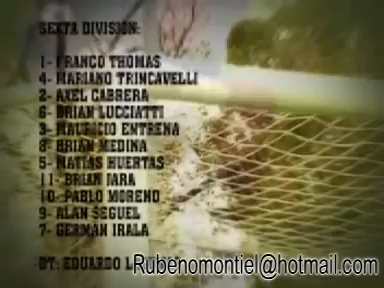 SEXTA DIVISION:
1- FRANCO THOMAS
4- MARIANO TRINCAVELLI
2- AXEL CABRERA
6- BRIAN LUCCIATTI
3- MAURICIO ENTRENA
8- BRIAN MEDINA
5- MATIAS HUERTAS
11- BRIAN JARA
10- PABLO MORENO
9- ALAN SEGUEL
7- GERMAN IRALA
DT: EDUARDO
Rubenomontiel@hotmail.com